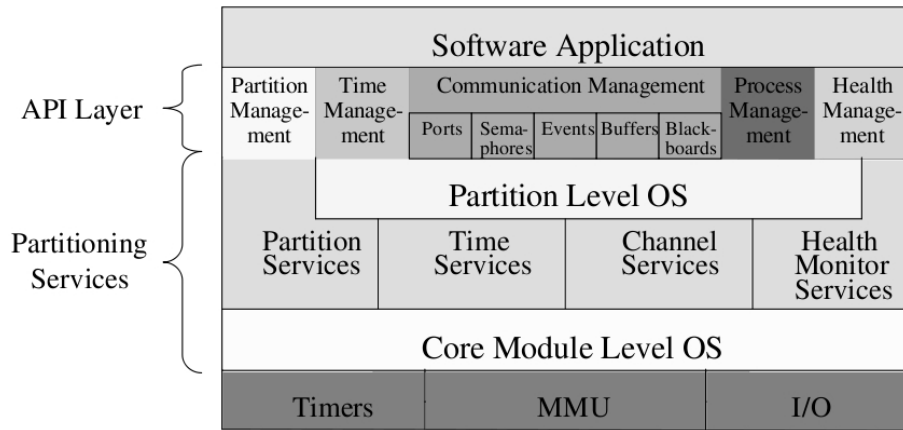 Software Application
API Layer
Partition
Manage-
ment
Time
Manage-
ment
Communication Management
Ports
Sema-
phores
Events
Buffers
Black-
boards
Process
Manage-
ment
Health
Manage-
ment
Partitioning
Services
Partition Level OS
Partition
Services
Time
Services
Channel
Services
Health
Monitor
Services
Core Module Level OS
Timers
MMU
I/O